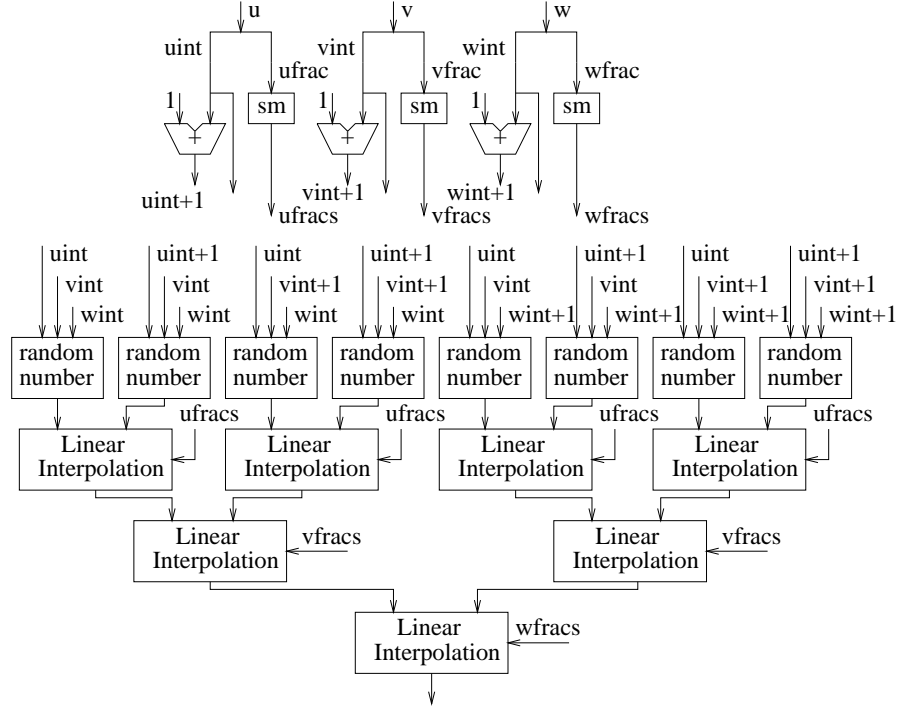 u
v
w
uint
vint
wint
ufrac
vfrac
wfrac
1
sm
1
sm
1
sm
+
+
+
uint+1
vint+1
wint+1
ufracs
vfracs
wfracs
uint
uint+1
uint
uint+1
uint
uint+1
uint
uint+1
vint
vint
vint+1
vint+1
vint
vint
vint+1
vint+1
wint
wint
wint
wint
wint+1
wint+1
wint+1
wint+1
random
number
random
number
random
number
random
number
random
number
random
number
random
number
random
number
ufracs
ufracs
ufracs
ufracs
Linear
Interpolation
Linear
Interpolation
Linear
Interpolation
Linear
Interpolation
Linear
Interpolation
vfracs
Linear
Interpolation
vfracs
Linear
Interpolation
wfracs